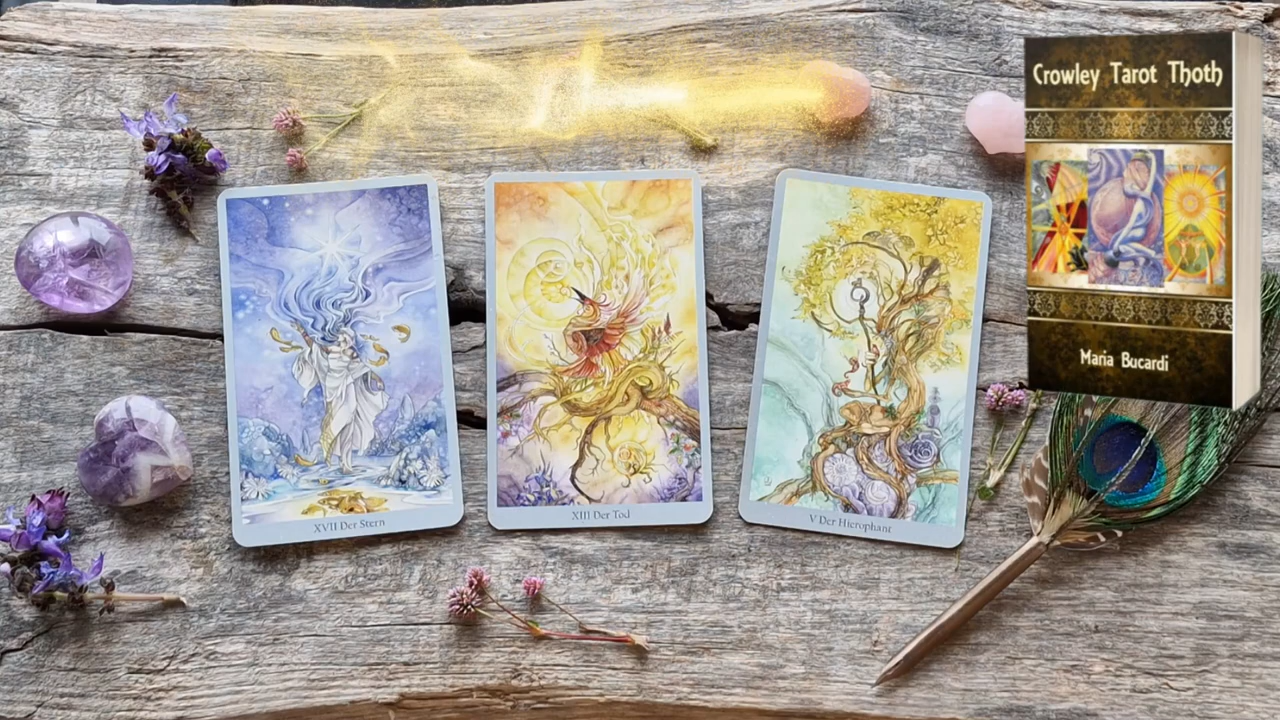 Crowley Tarot Thoth
Maria Bucardi
XVII Der Stern
XIII Der Tod
V Der Hierophant